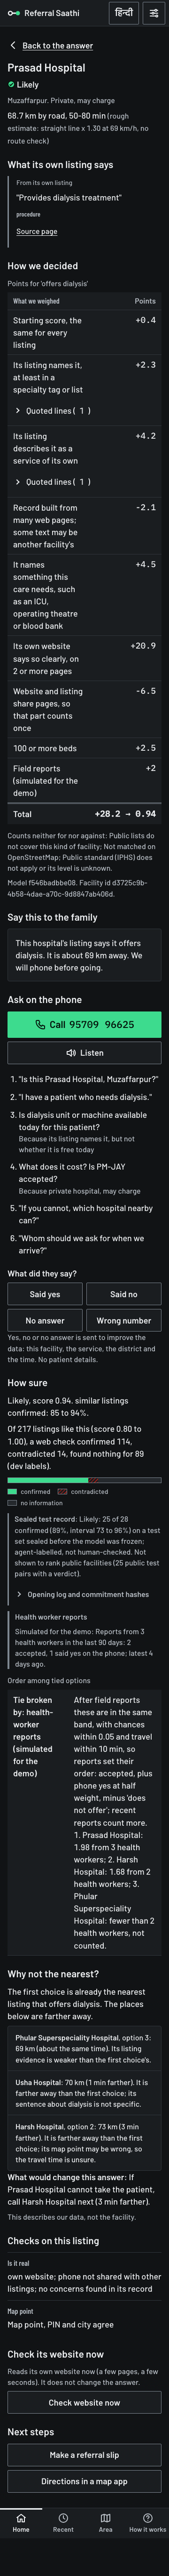 Referral Saathi
हिन्दी
Back to the answer
Prasad Hospital
Likely
Muzaffarpur. Private, may charge
68.7 km by road, 50-80 min (rough
estimate: straight line x 1.30 at 69 km/h, no
route check)
What its own listing says
From its own listing
"Provides dialysis treatment"
procedure
Source page
How we decided
Points for 'offers dialysis'
What we weighed Points
Starting score, the +0.4
same for every
listing
Its listing names it, +2.3
at least in a
specialty tag or list
Quoted lines ( 1 )
Its listing +4.2
describes it as a
service of its own
Quoted lines ( 1 )
Record built from -2.1
many web pages;
some text may be
another facility's
It names +4.5
something this
care needs, such
as an ICU,
operating theatre
or blood bank
Its own website +20.9
says so clearly, on
2 or more pages
Website and listing -6.5
share pages, so
that part counts
once
100 or more beds +2.5
Field reports +2
(simulated for the
demo)
Total +28.2 → 0.94
Counts neither for nor against: Public lists do
not cover this kind of facility; Not matched on
OpenStreetMap; Public standard (IPHS) does
not apply or its level is unknown.
Model f546badbbe08. Facility id d3725c9b-
4b58-4dae-a70c-9d8847ab406d.
Say this to the family
This hospital's listing says it offers
dialysis. It is about 69 km away. We
will phone before going.
Ask on the phone
Call 95709 96625
Listen
1. "Is this Prasad Hospital, Muzaffarpur?"
2. "I have a patient who needs dialysis."
3. Is dialysis unit or machine available
today for this patient?
Because its listing names it, but not
whether it is free today
4. What does it cost? Is PM-JAY
accepted?
Because private hospital, may charge
5. "If you cannot, which hospital nearby
can?"
6. "Whom should we ask for when we
arrive?"
What did they say?
Said yes
Said no
No answer
Wrong number
Yes, no or no answer is sent to improve the
data: this facility, the service, the district and
the time. No patient details.
How sure
Likely, score 0.94. similar listings
confirmed: 85 to 94%.
Of 217 listings like this (score 0.80 to
1.00), a web check confirmed 114,
contradicted 14, found nothing for 89
(dev labels).
confirmed contradicted
no information
Sealed test record: Likely: 25 of 28
confirmed (89%, interval 73 to 96%) on a test
set sealed before the model was frozen;
agent-labelled, not human-checked. Not
shown to rank public facilities (25 public test
pairs with a verdict).
Opening log and commitment hashes
Health worker reports
Simulated for the demo: Reports from 3
health workers in the last 90 days: 2
accepted, 1 said yes on the phone; latest 4
days ago.
Order among tied options
Tie broken
by: health-
worker
reports
(simulated
for the
demo)
After field reports
these are in the same
band, with chances
within 0.05 and travel
within 10 min, so
reports set their
order: accepted, plus
phone yes at half
weight, minus 'does
not offer'; recent
reports count more.
1. Prasad Hospital:
1.98 from 3 health
workers; 2. Harsh
Hospital: 1.68 from 2
health workers; 3.
Phular
Superspeciality
Hospital: fewer than 2
health workers, not
counted.
Why not the nearest?
The first choice is already the nearest
listing that offers dialysis. The places
below are farther away.
Phular Superspeciality Hospital, option 3:
69 km (about the same time). Its listing
evidence is weaker than the first choice's.
Usha Hospital: 70 km (1 min farther). It is
farther away than the first choice; its
sentence about dialysis is not specific.
Harsh Hospital, option 2: 73 km (3 min
farther). It is farther away than the first
choice; its map point may be wrong, so
the travel time is unsure.
What would change this answer: If
Prasad Hospital cannot take the patient,
call Harsh Hospital next (3 min farther).
This describes our data, not the facility.
Checks on this listing
Is it real
own website; phone not shared with other
listings; no concerns found in its record
Map point
Map point, PIN and city agree
Check its website now
Reads its own website now (a few pages, a few
seconds). It does not change the answer.
Check website now
Next steps
Make a referral slip
Directions in a map app
Home
Recent
Area
How it works